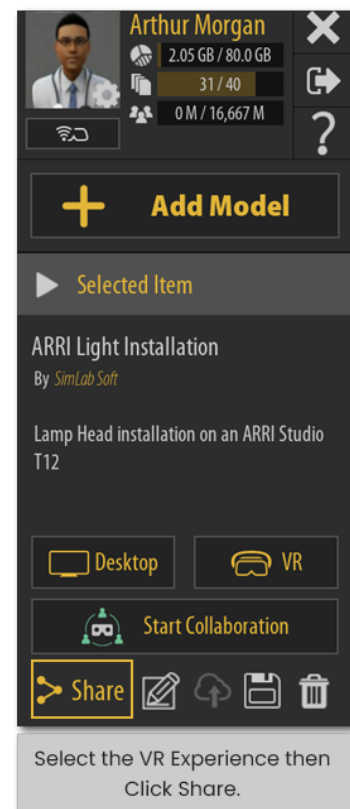 Arthur Morgan
2.05 GB / 80.0 GB
31 / 40
0 M / 16,667 M
?
Add Model
Selected Item
ARRI Light Installation
By SimLab Soft
Lamp Head installation on an ARRI Studio
T12
Desktop
VR
Start Collaboration
Share
Select the VR Experience then
Click Share.